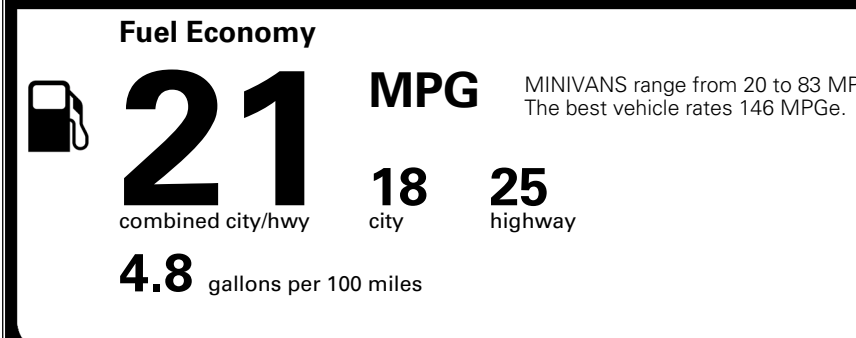 Fuel Economy
21 MPG
MINIVANS range from 20 to 83
The best vehicle rates 146 MPGe.
18 25
combined city/hwy city highway
4.8 gallons per 100 miles